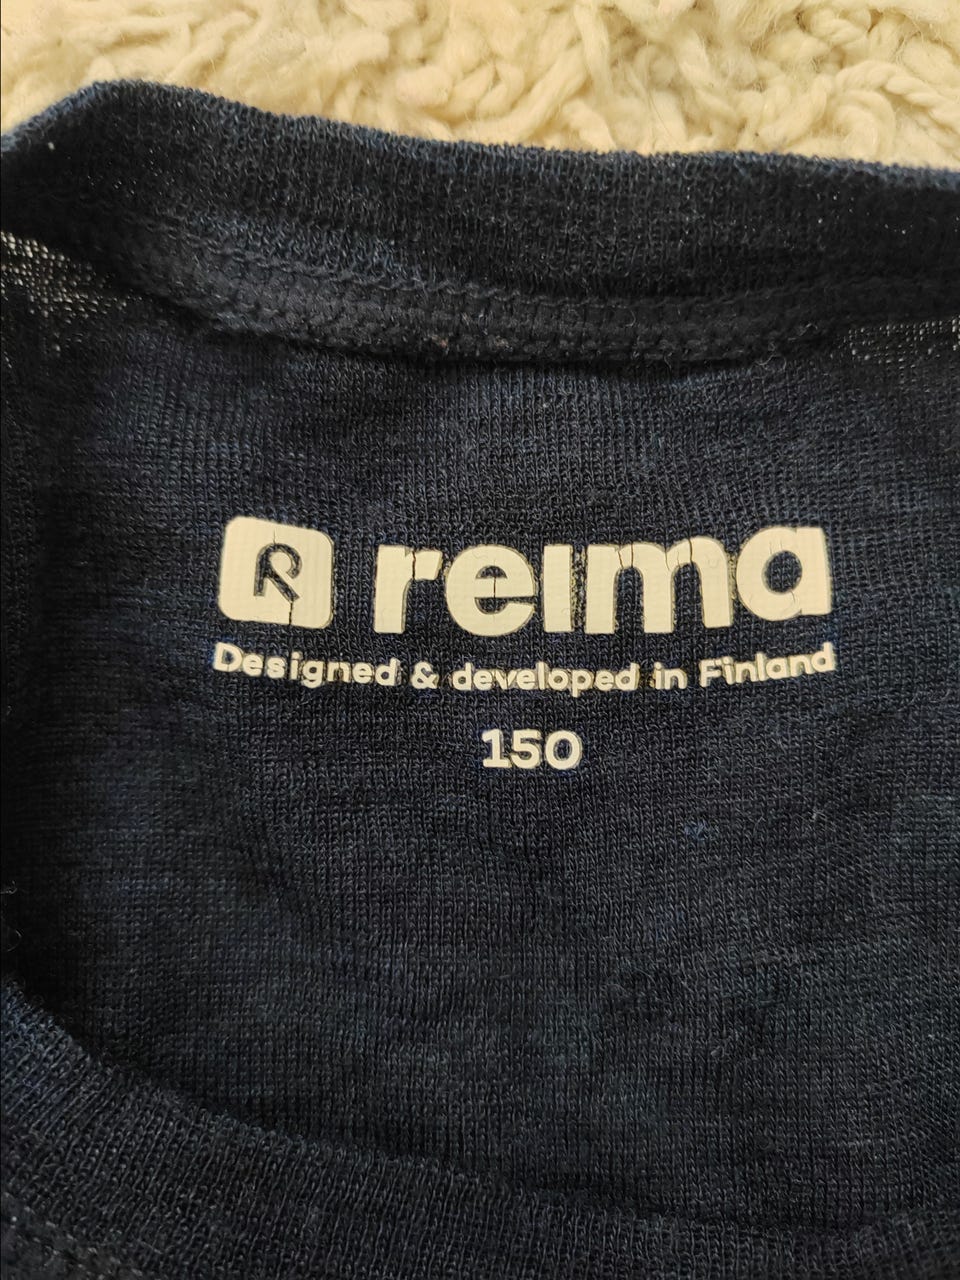 reima
Designed & developed in Finland
150